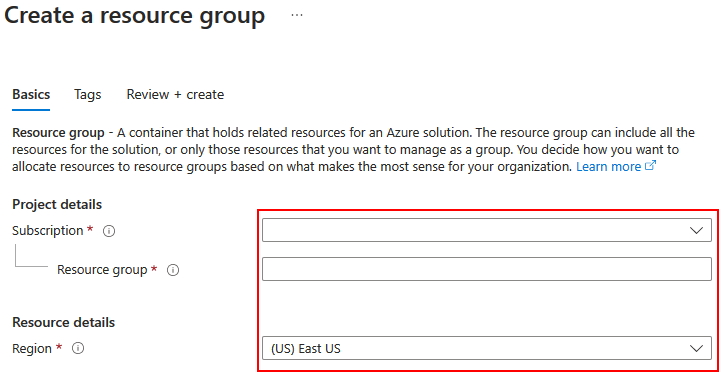 Create a resource group ...
Basics Tags Review + create
Resource group - A container that holds related resources for an Azure solution. The resource group can include all the
resources for the solution, or only those resources that you want to manage as a group. You decide how you want to
allocate resources to resource groups based on what makes the most sense for your organization. Learn more
Project details
Subscription *
Resource group *
Resource details
Region * (US) East US